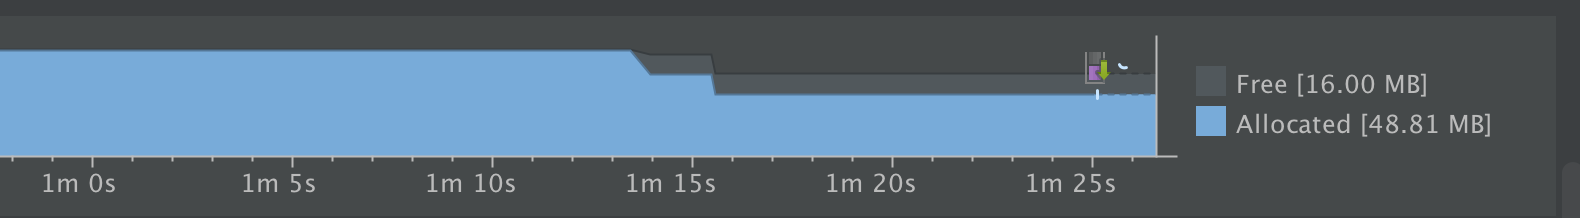 Free [16.00 MB]
Allocated [48.81 MB]
1m 0s 1m 5s 1m 10s 1m 15s 1m 20s 1m 25s